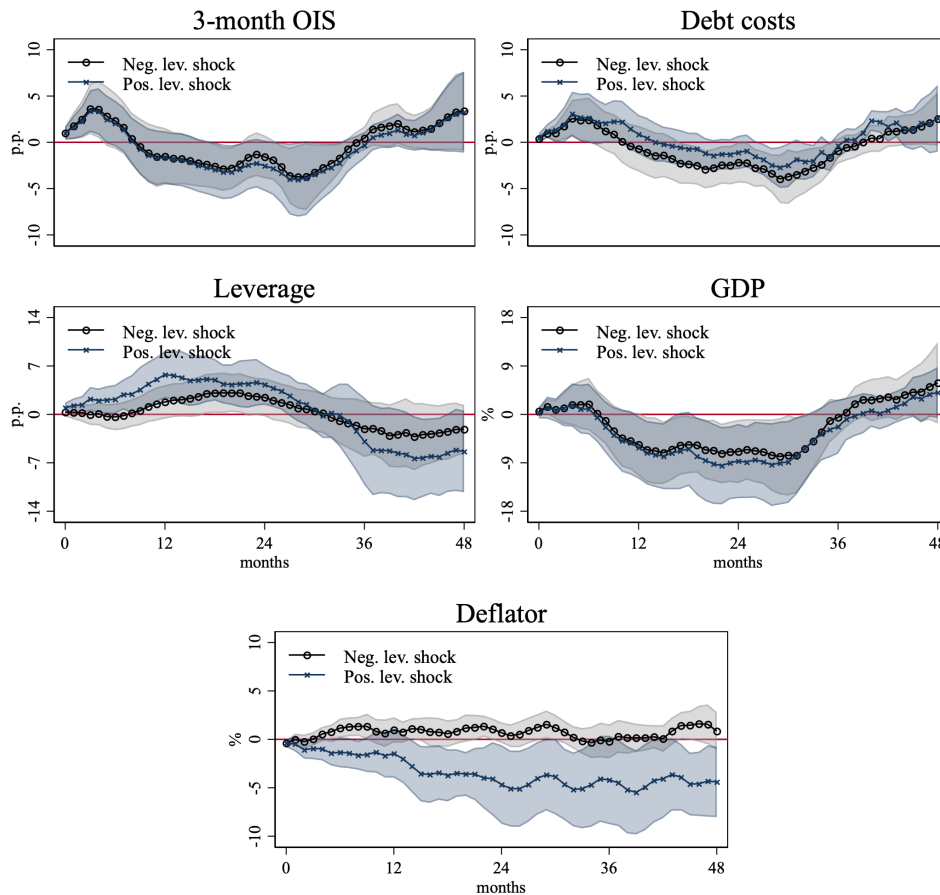 3-month OIS
Debt costs
10
5
0
-5
-10
p.p.
Neg. lev. shock
Pos. lev. shock
10
5
0
-5
-10
p.p.
Neg. lev. shock
Pos. lev. shock
Leverage
GDP
14
7
0
-7
-14
p.p.
Neg. lev. shock
Pos. lev. shock
0 12 24 36 48
months
18
9
0
-9
-18
%
Neg. lev. shock
Pos. lev. shock
0 12 24 36 48
months
Deflator
10
5
0
-5
-10
%
Neg. lev. shock
Pos. lev. shock
0 12 24 36 48
months